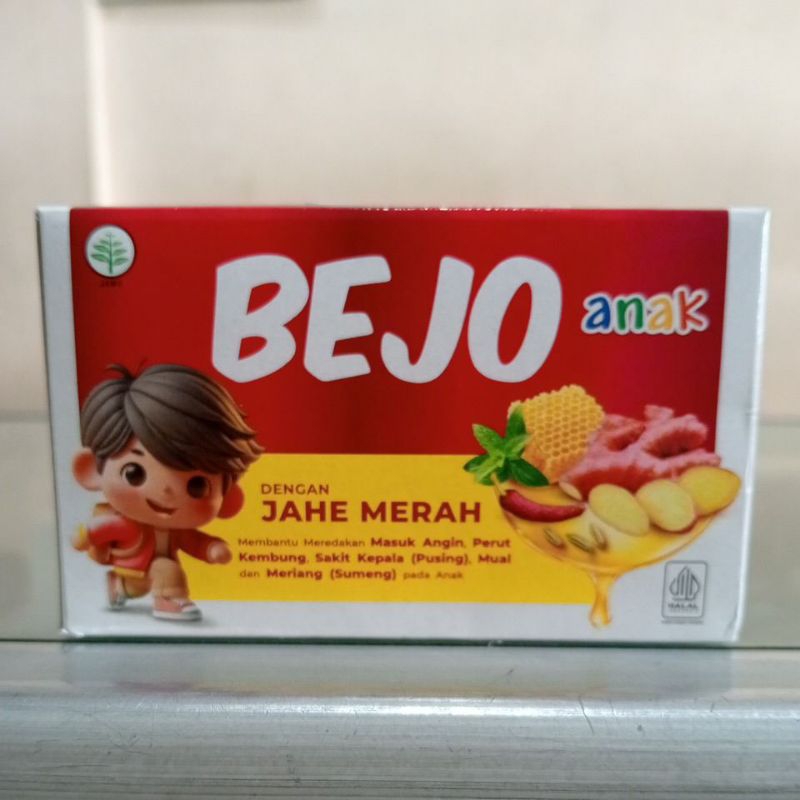 JAMU
BEJO
anak
DENGAN
JAHE MERAH
Membantu Meredakan Masuk Angin, Perut
Kembung, Sakit Kepala (Pusing), Mual
dan Meriang (Sumeng) pada Anak
HALAL